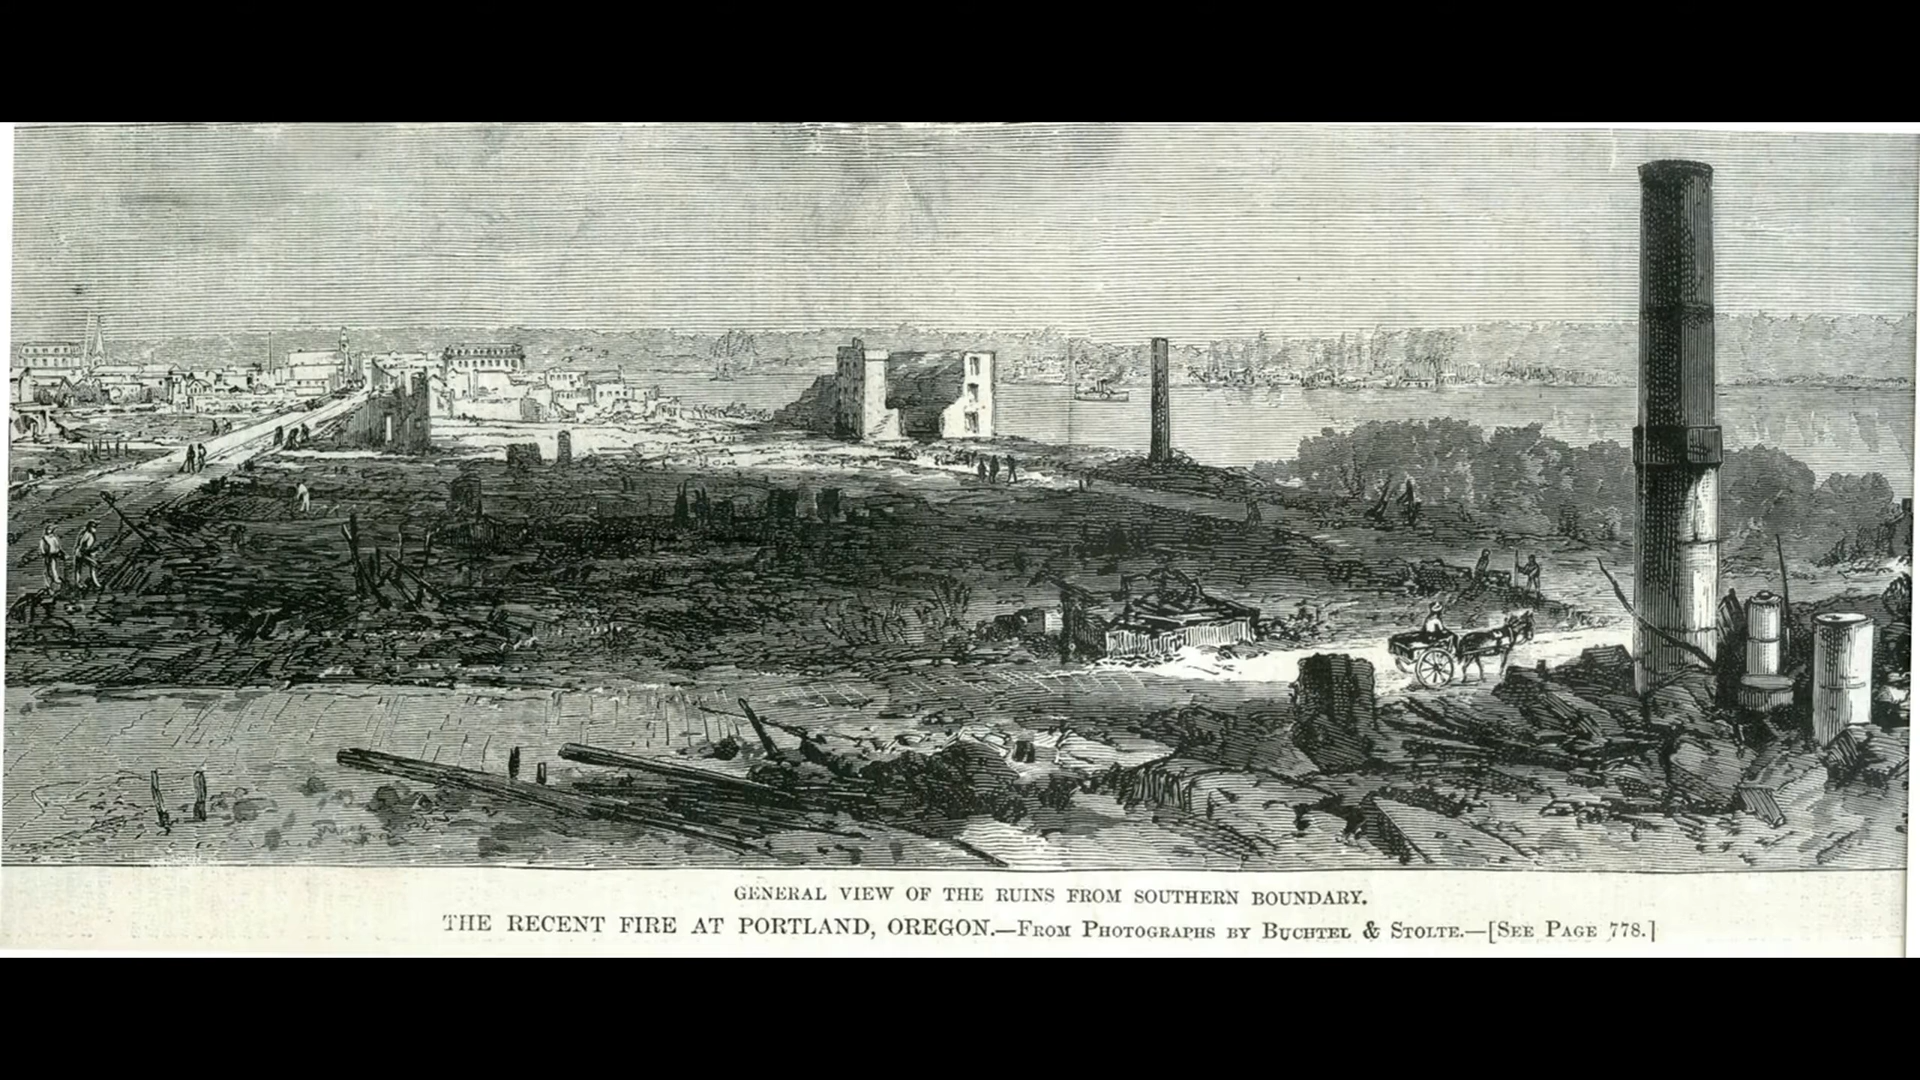 GENERAL VIEW OF THE RUINS FROM SOUTHERN BOUNDARY.
THE RECENT FIRE AT PORTLAND, OREGON.—From Photographs by Buchtel & Stolte.—[See Page 778.]